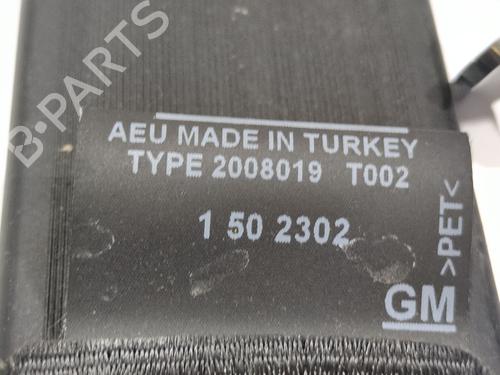 B-PARTS
AEU MADE IN TURKEY
TYPE 2008019 T002
1 50 2302
>PET<
GM